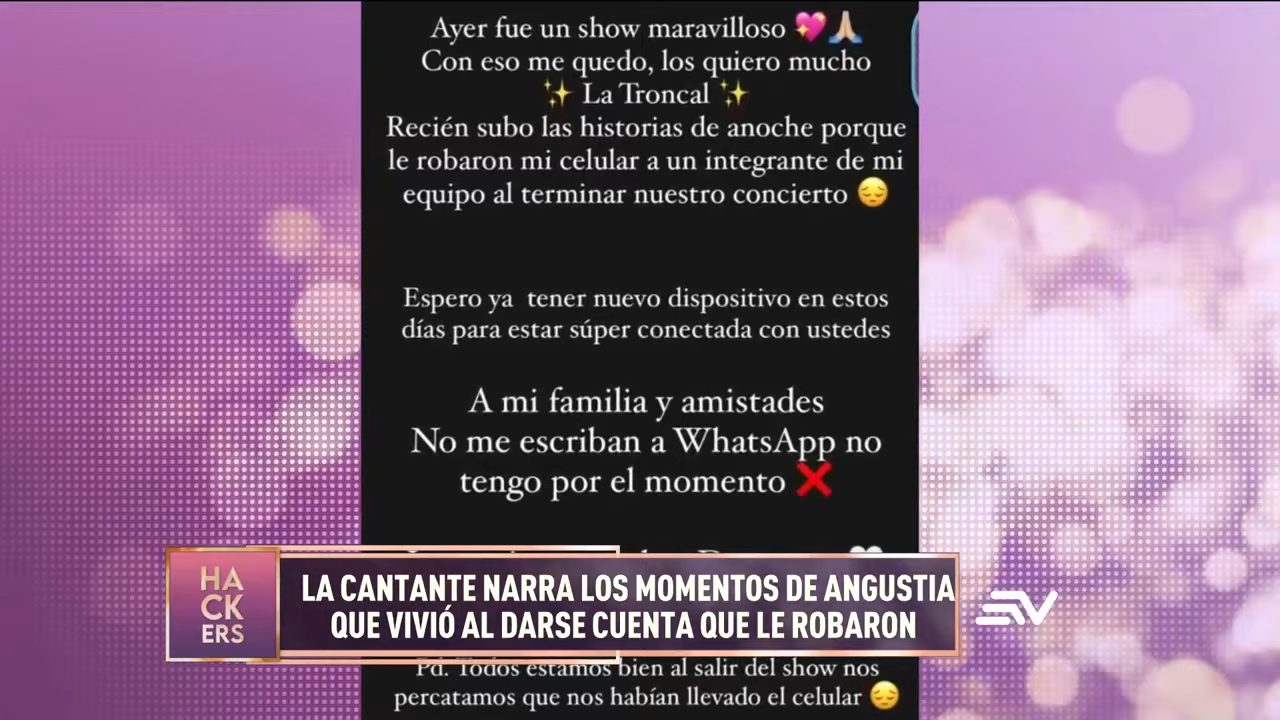 Ayer fue un show maravilloso 💖🙏🏼
Con eso me quedo, los quiero mucho
✨ La Troncal ✨
Recién subo las historias de anoche porque
le robaron mi celular a un integrante de mi
equipo al terminar nuestro concierto 😔
Espero ya tener nuevo dispositivo en estos
días para estar súper conectada con ustedes
A mi familia y amistades
No me escriban a WhatsApp no
tengo por el momento ❌
HA
CK
ERS
LA CANTANTE NARRA LOS MOMENTOS DE ANGUSTIA
QUE VIVIÓ AL DARSE CUENTA QUE LE ROBARON
Pd. Todos estamos bien al salir del show nos
percatamos que nos habían llevado el celular 😔